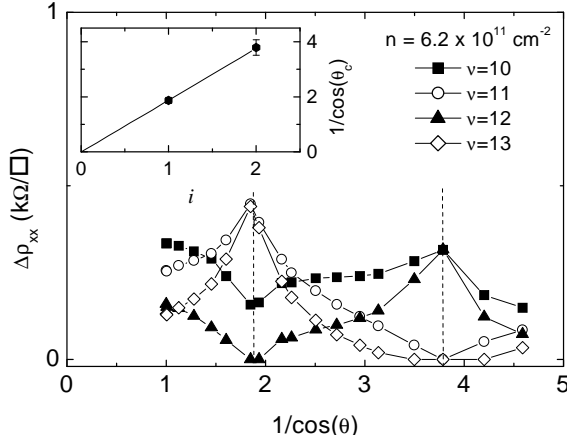 1
n = 6.2 x 10¹¹ cm⁻²
ν=10
ν=11
ν=12
ν=13
4
2
0
1/cos(θc)
0 1 2
i
Δρxx (kΩ/□)
0
0 1 2 3 4 5
1/cos(θ)